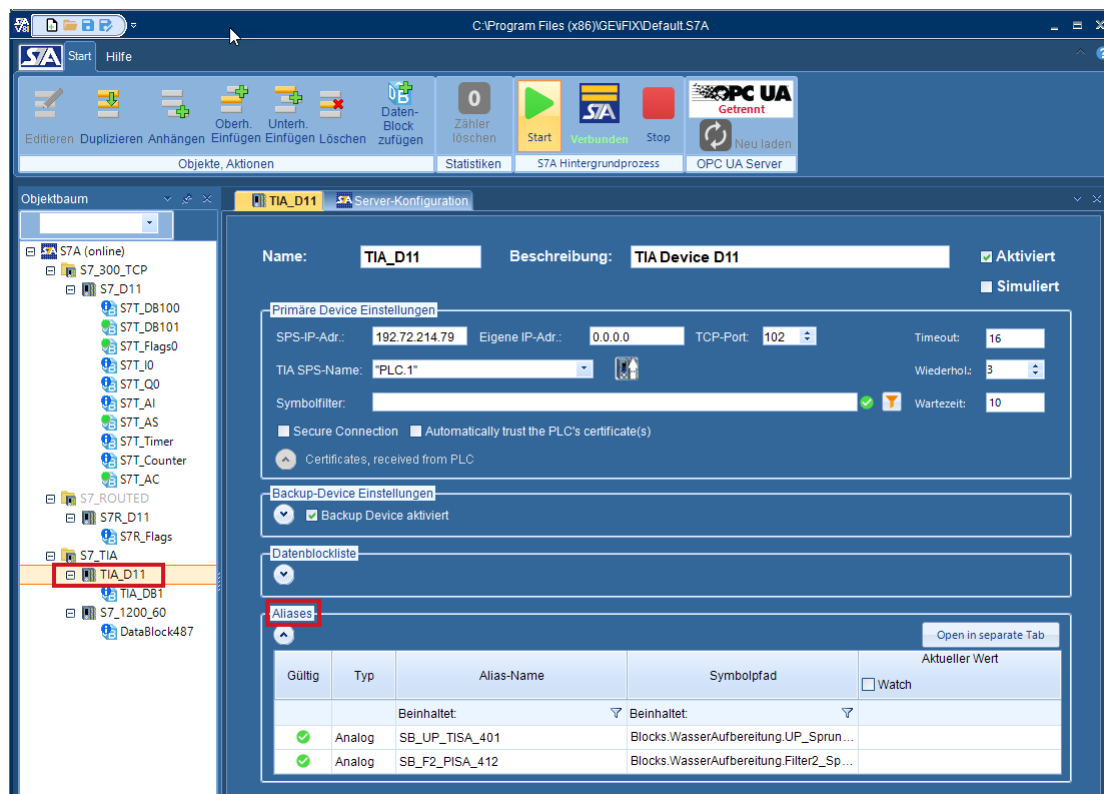 C:\Program Files (x86)\GE\iFIX\Default.S7A
S7A Start Hilfe
Editieren Duplizieren Anhängen Oberh. Einfügen Unterh. Einfügen Löschen Daten-Block zufügen
0 Zähler löschen
Start Verbunden Stop
OPC UA
Getrennt
Neu laden
Objekte, Aktionen Statistiken S7A Hintergrundprozess OPC UA Server
Objektbaum
S7A (online)
S7_300_TCP
S7_D11
S7T_DB100
S7T_DB101
S7T_Flags0
S7T_I0
S7T_Q0
S7T_AI
S7T_AS
S7T_Timer
S7T_Counter
S7T_AC
S7_ROUTED
S7R_D11
S7R_Flags
S7_TIA
TIA_D11
TIA_DB1
S7_1200_60
DataBlock487
TIA_D11 Server-Konfiguration
Name: TIA_D11 Beschreibung: TIA Device D11 Aktiviert
Simuliert
Primäre Device Einstellungen
SPS-IP-Adr.: 192.72.214.79 Eigene IP-Adr.: 0.0.0.0 TCP-Port: 102 Timeout: 16
TIA SPS-Name: "PLC.1" Wiederhol.: 3
Symbolfilter: Wartezeit: 10
Secure Connection Automatically trust the PLC's certificate(s)
Certificates, received from PLC
Backup-Device Einstellungen
Backup Device aktiviert
Datenblockliste
Aliases
Open in separate Tab
Gültig Typ Alias-Name Symbolpfad Aktueller Wert
Watch
Beinhaltet: Beinhaltet:
Analog SB_UP_TISA_401 Blocks.WasserAufbereitung.UP_Sprun...
Analog SB_F2_PISA_412 Blocks.WasserAufbereitung.Filter2_Sp...